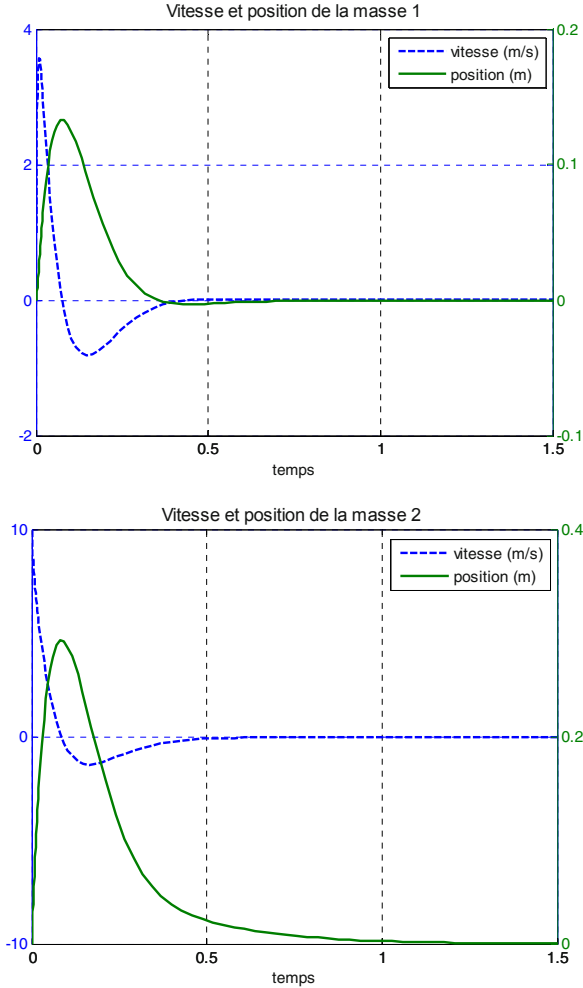 Vitesse et position de la masse 1
4
0.2
vitesse (m/s)
position (m)
2
0.1
0
0
-2
-0.1
0
0.5
1
1.5
temps
Vitesse et position de la masse 2
10
0.4
vitesse (m/s)
position (m)
0
0.2
-10
0
0
0.5
1
1.5
temps